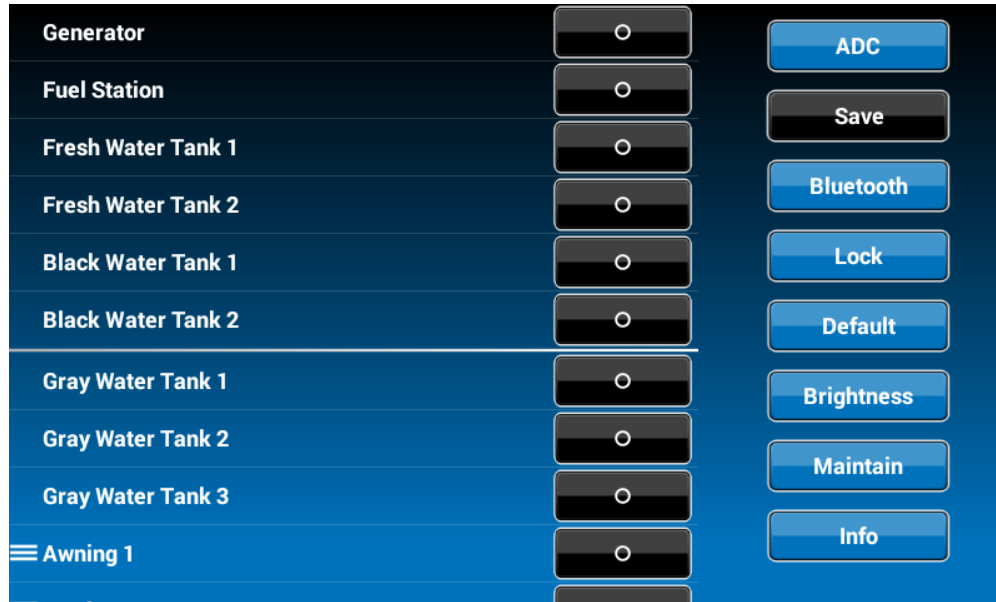 Generator
Fuel Station
Fresh Water Tank 1
Fresh Water Tank 2
Black Water Tank 1
Black Water Tank 2
Gray Water Tank 1
Gray Water Tank 2
Gray Water Tank 3
Awning 1
ADC
Save
Bluetooth
Lock
Default
Brightness
Maintain
Info